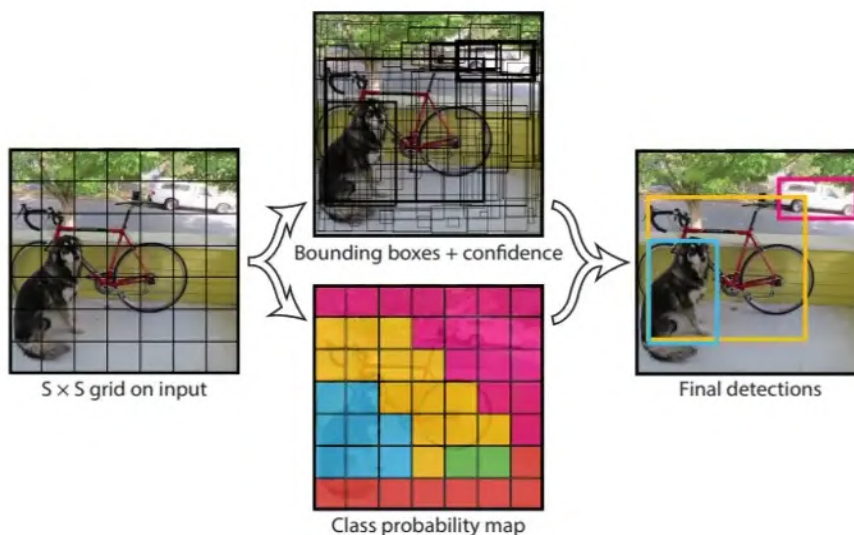 Bounding boxes + confidence
S × S grid on input
Final detections
Class probability map